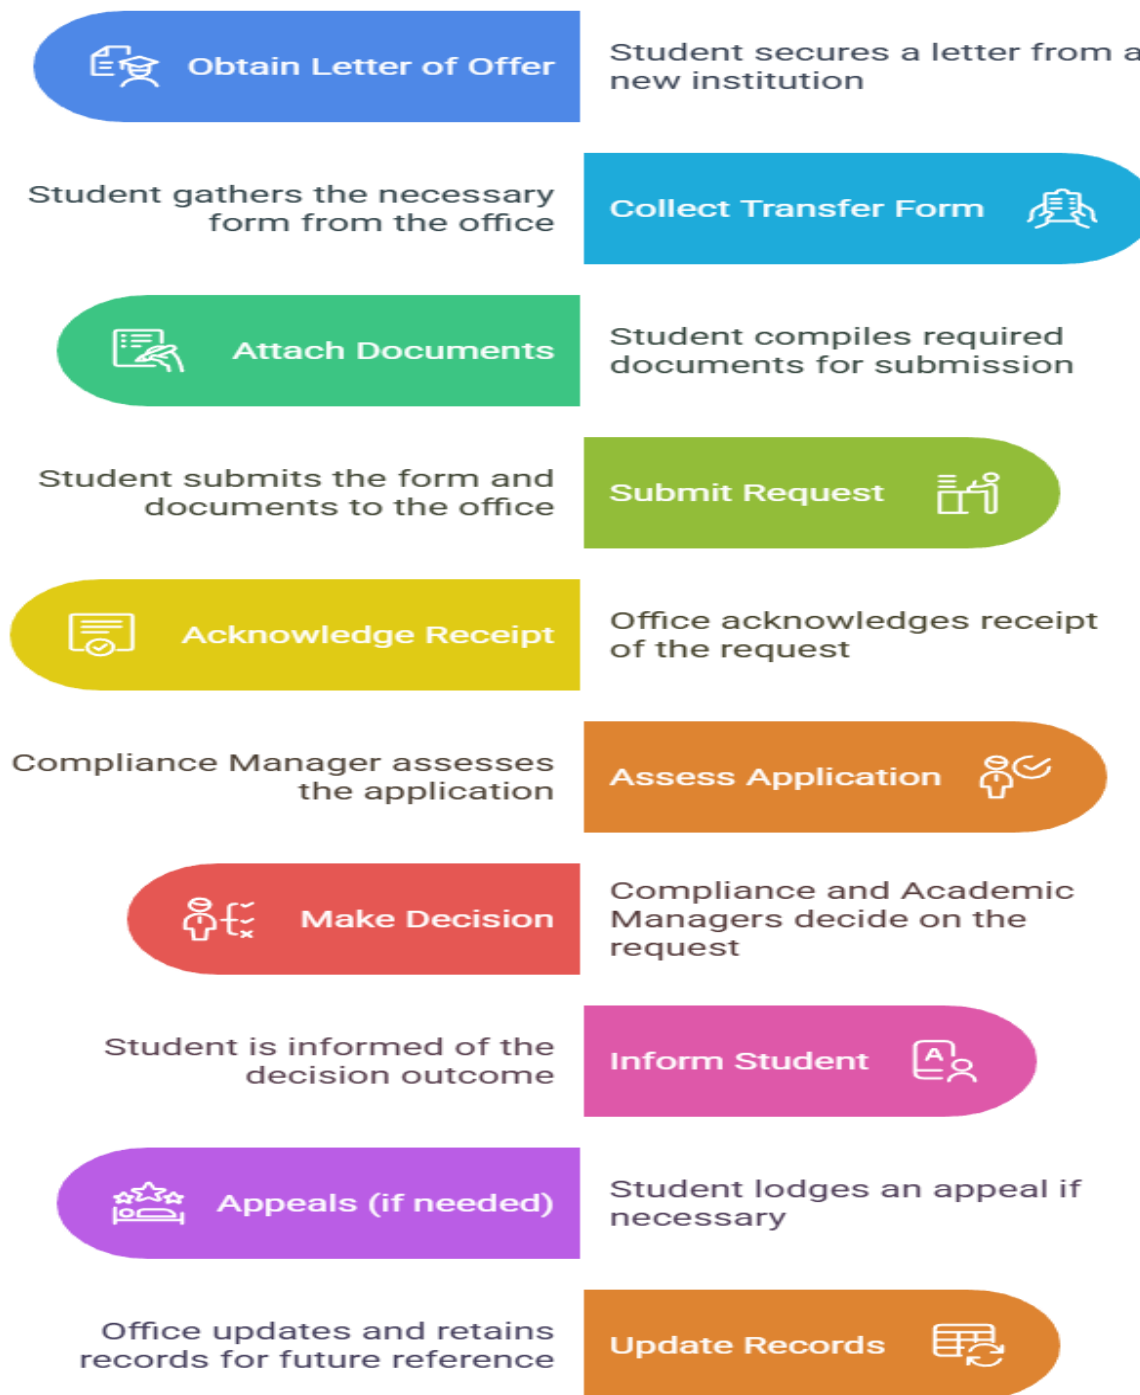 Obtain Letter of Offer
Student secures a letter from a
new institution
Student gathers the necessary
form from the office
Collect Transfer Form
Attach Documents
Student compiles required
documents for submission
Student submits the form and
documents to the office
Submit Request
Acknowledge Receipt
Office acknowledges receipt
of the request
Compliance Manager assesses
the application
Assess Application
Make Decision
Compliance and Academic
Managers decide on the
request
Student is informed of the
decision outcome
Inform Student
A
Appeals (if needed)
Student lodges an appeal if
necessary
Office updates and retains
records for future reference
Update Records